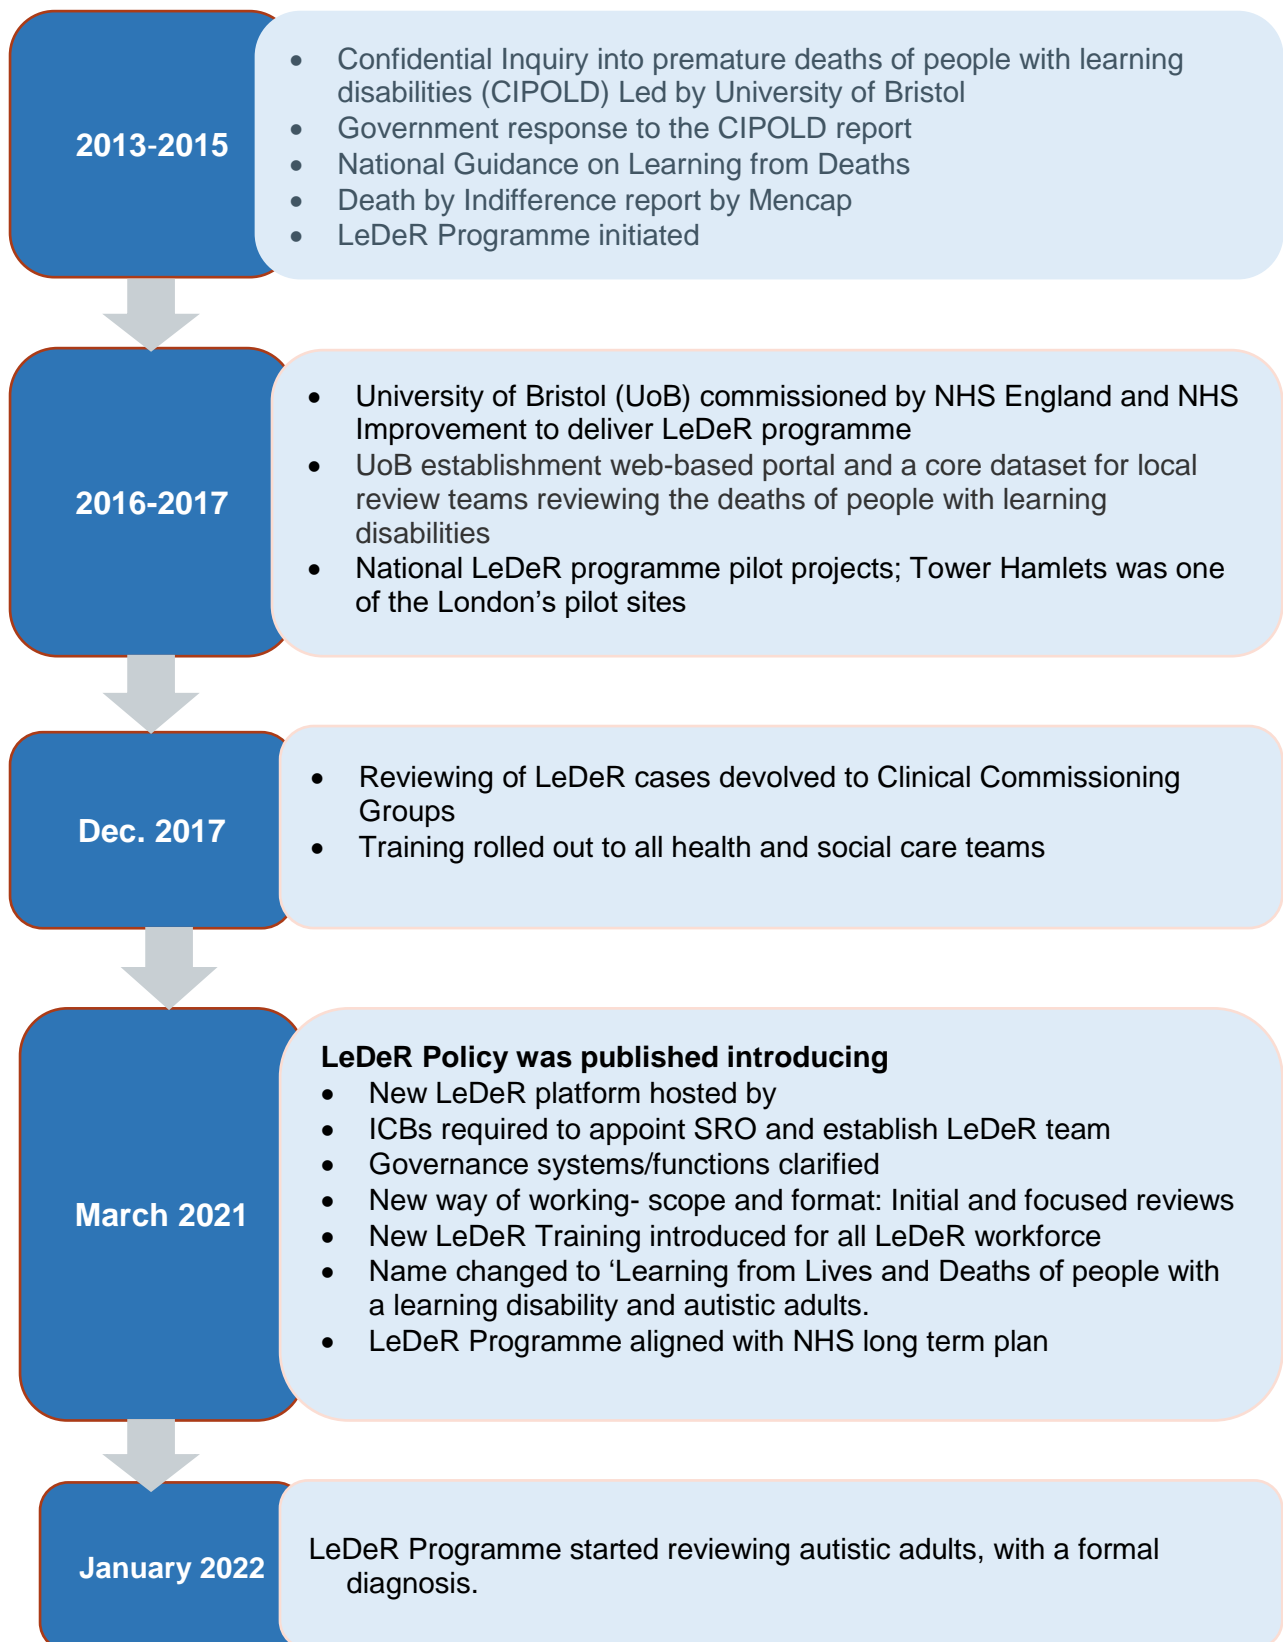 2013-2015
• Confidential Inquiry into premature deaths of people with learning
disabilities (CIPOLD) Led by University of Bristol
• Government response to the CIPOLD report
• National Guidance on Learning from Deaths
• Death by Indifference report by Mencap
• LeDeR Programme initiated
2016-2017
• University of Bristol (UoB) commissioned by NHS England and NHS
Improvement to deliver LeDeR programme
• UoB establishment web-based portal and a core dataset for local
review teams reviewing the deaths of people with learning
disabilities
• National LeDeR programme pilot projects; Tower Hamlets was one
of the London’s pilot sites
Dec. 2017
• Reviewing of LeDeR cases devolved to Clinical Commissioning
Groups
• Training rolled out to all health and social care teams
March 2021
LeDeR Policy was published introducing
• New LeDeR platform hosted by
• ICBs required to appoint SRO and establish LeDeR team
• Governance systems/functions clarified
• New way of working- scope and format: Initial and focused reviews
• New LeDeR Training introduced for all LeDeR workforce
• Name changed to ‘Learning from Lives and Deaths of people with
a learning disability and autistic adults.
• LeDeR Programme aligned with NHS long term plan
January 2022
LeDeR Programme started reviewing autistic adults, with a formal
diagnosis.